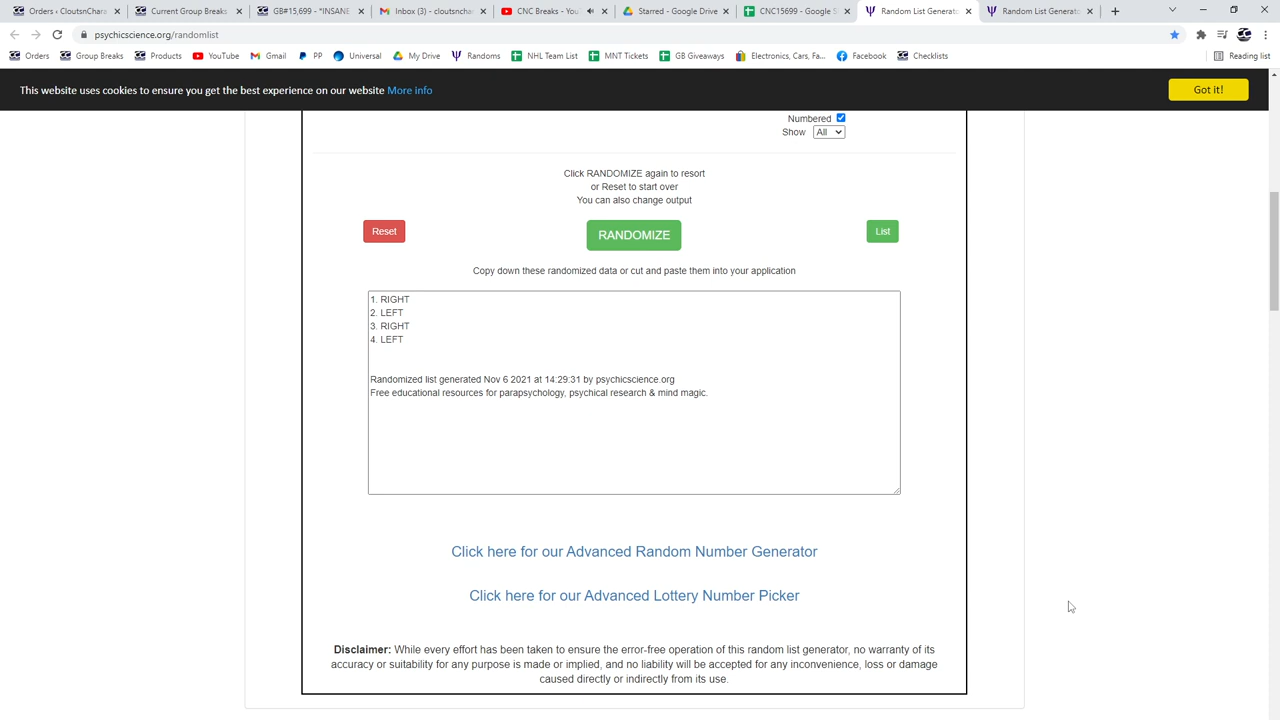 Orders < CloutsnChara
Current Group Breaks
GB#15,699 - *INSANE
Inbox (3) - cloutsnch
CNC Breaks - You
Starred - Google Drive
CNC15699 - Google S
Random List Generato
Random List Generato
psychicscience.org/randomlist
Orders
Group Breaks
Products
YouTube
Gmail
PP
Universal
My Drive
Randoms
NHL Team List
MNT Tickets
GB Giveaways
Electronics, Cars, Fa...
Facebook
Checklists
Reading list
This website uses cookies to ensure you get the best experience on our website More info
Got it!
Numbered
Show All
Click RANDOMIZE again to resort
or Reset to start over
You can also change output
Reset
RANDOMIZE
List
Copy down these randomized data or cut and paste them into your application
1. RIGHT
2. LEFT
3. RIGHT
4. LEFT
Randomized list generated Nov 6 2021 at 14:29:31 by psychicscience.org
Free educational resources for parapsychology, psychical research & mind magic.
Click here for our Advanced Random Number Generator
Click here for our Advanced Lottery Number Picker
Disclaimer: While every effort has been taken to ensure the error-free operation of this random list generator, no warranty of its
accuracy or suitability for any purpose is made or implied, and no liability will be accepted for any inconvenience, loss or damage
caused directly or indirectly from its use.